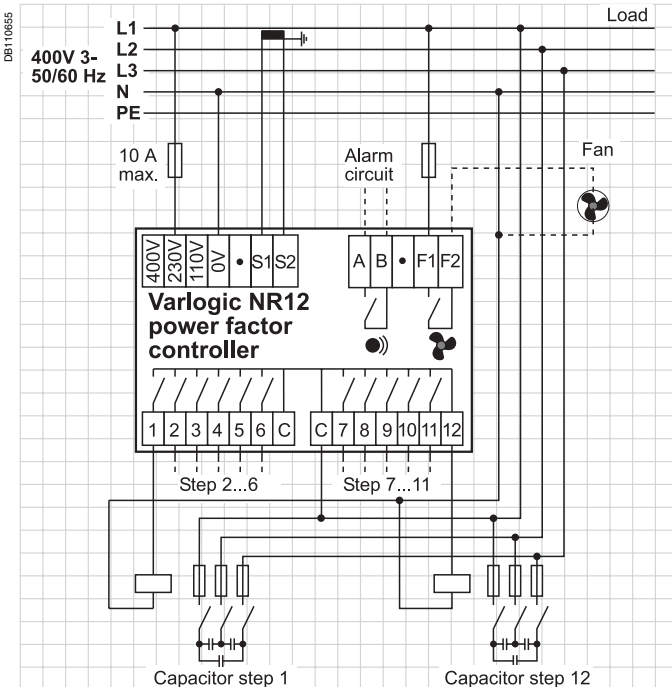 DB110655
Load
L1
L2
400V 3-
50/60 Hz
L3
N
PE
10 A
max.
Alarm
circuit
Fan
400V 230V 110V 0V • S1 S2
A B • F1 F2
Varlogic NR12
power factor
controller
1 2 3 4 5 6 C
C 7 8 9 10 11 12
Step 2...6
Step 7...11
Capacitor step 1
Capacitor step 12